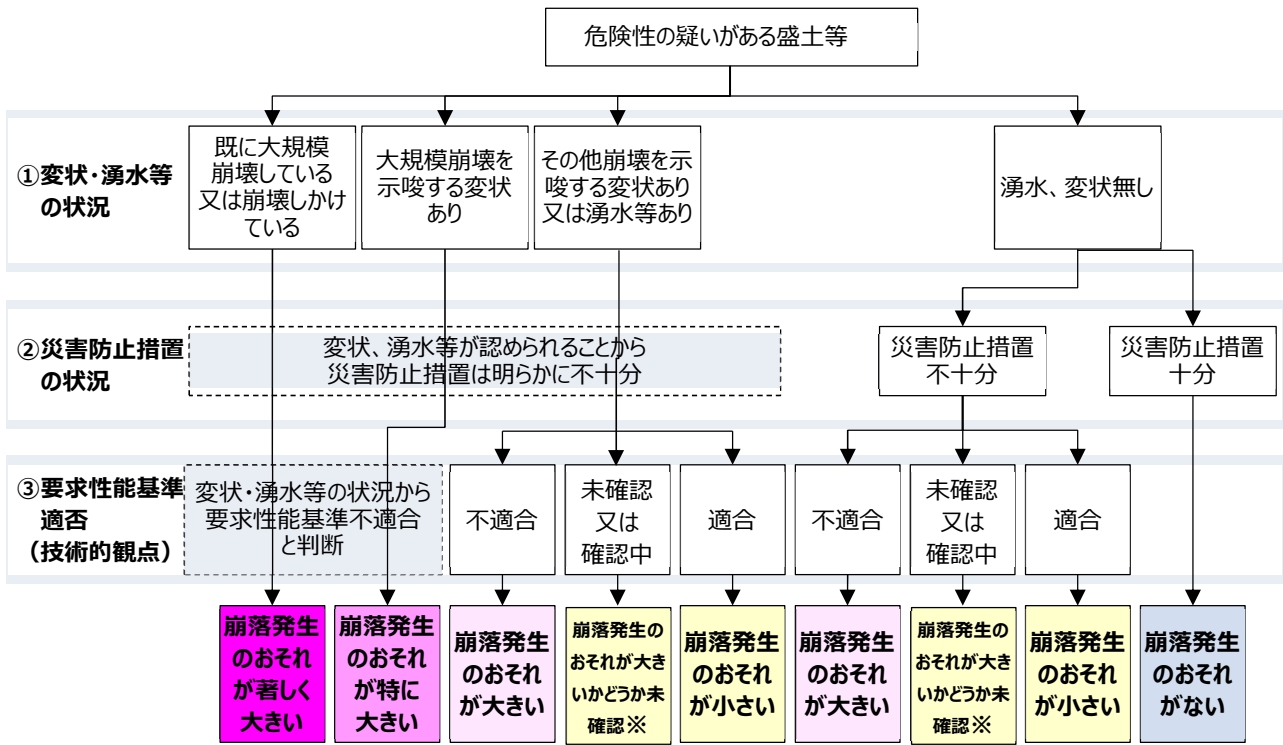 危険性の疑いがある盛土等
①変状・湧水等
の状況
既に大規模
崩壊している
又は崩壊しかけ
ている
大規模崩壊を
示唆する変状
あり
その他崩壊を示
唆する変状あり
又は湧水等あり
湧水、変状無し
②災害防止措置
の状況
変状、湧水等が認められることから
災害防止措置は明らかに不十分
災害防止措置
不十分
災害防止措置
十分
③要求性能基準
適否
（技術的観点）
変状・湧水等の状況から
要求性能基準不適合
と判断
不適合
未確認
又は
確認中
適合
不適合
未確認
又は
確認中
適合
崩落発生
のおそれ
が著しく
大きい
崩落発生
のおそれ
が特に
大きい
崩落発生
のおそれ
が大きい
崩落発生の
おそれが大き
いかどうか未
確認※
崩落発生
のおそれ
が小さい
崩落発生
のおそれ
が大きい
崩落発生の
おそれが大き
いかどうか未
確認※
崩落発生
のおそれ
が小さい
崩落発生
のおそれ
がない